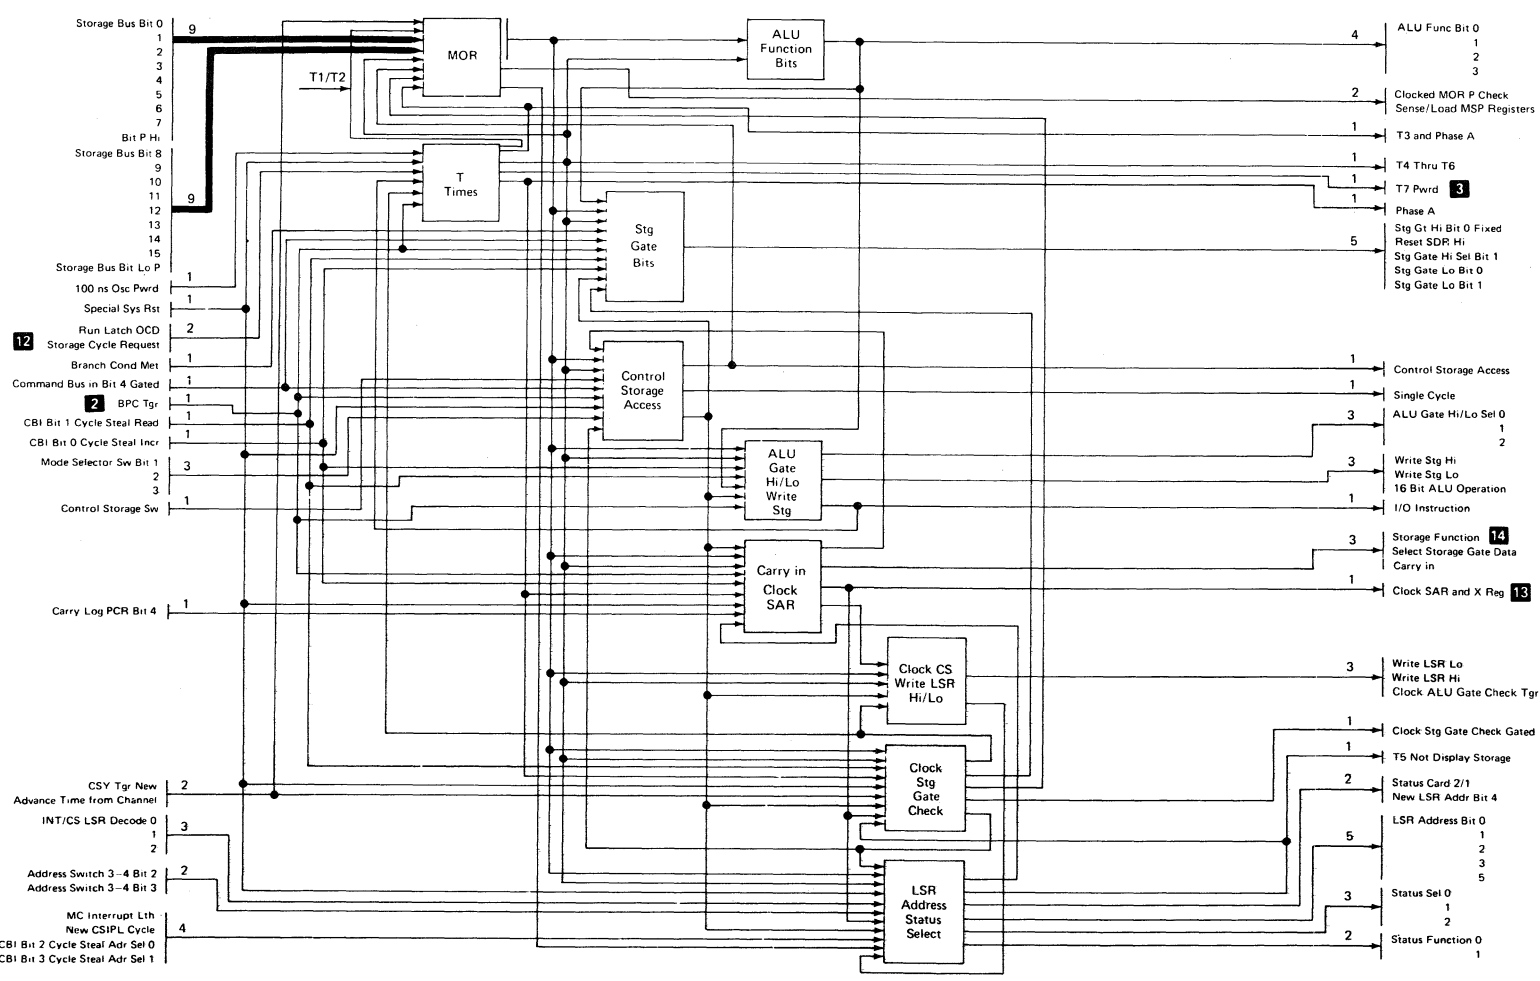 Storage Bus Bit 0
9
1
2
3
4
5
6
7
Bit P Hi
Storage Bus Bit 8
9
10
11
12
9
13
14
15
Storage Bus Bit Lo P
100 ns Osc Pwrd
1
Special Sys Rst
1
Run Latch OCD
2
12
Storage Cycle Request
Branch Cond Met
1
Command Bus in Bit 4 Gated
1
2
BPC Tgr
1
CBI Bit 1 Cycle Steal Read
1
CBI Bit 0 Cycle Steal Incr
1
Mode Selector Sw Bit 1
3
2
3
Control Storage Sw
1
Carry Log PCR Bit 4
1
CSY Tgr New
2
Advance Time from Channel
INT/CS LSR Decode 0
3
1
2
Address Switch 3-4 Bit 2
2
Address Switch 3-4 Bit 3
MC Interrupt Lth
New CSIPL Cycle
4
CBI Bit 2 Cycle Steal Adr Sel 0
CBI Bit 3 Cycle Steal Adr Sel 1
T1/T2
MOR
ALU
Function
Bits
T
Times
Stg
Gate
Bits
Control
Storage
Access
ALU
Gate
Hi/Lo
Write
Stg
Carry in
Clock
SAR
Clock CS
Write LSR
Hi/Lo
Clock
Stg
Gate
Check
LSR
Address
Status
Select
4
ALU Func Bit 0
1
2
3
2
Clocked MOR P Check
Sense/Load MSP Registers
1
T3 and Phase A
1
T4 Thru T6
1
T7 Pwrd
3
1
Phase A
Stg Gt Hi Bit 0 Fixed
5
Reset SDR Hi
Stg Gate Hi Sel Bit 1
Stg Gate Lo Bit 0
Stg Gate Lo Bit 1
1
Control Storage Access
1
Single Cycle
3
ALU Gate Hi/Lo Sel 0
1
2
3
Write Stg Hi
Write Stg Lo
16 Bit ALU Operation
1
I/O Instruction
3
Storage Function
14
Select Storage Gate Data
Carry in
1
Clock SAR and X Reg
13
3
Write LSR Lo
Write LSR Hi
Clock ALU Gate Check Tgr
1
Clock Stg Gate Check Gated
1
T5 Not Display Storage
2
Status Card 2/1
New LSR Addr Bit 4
5
LSR Address Bit 0
1
2
3
5
3
Status Sel 0
1
2
2
Status Function 0
1